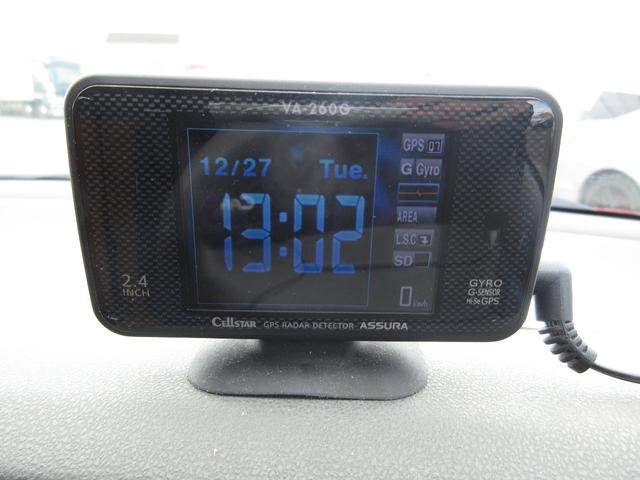 VA-260G
12/27 Tue.
13:02
GPS 07
G Gyro
AREA
L.S.C
SD
0 km/h
2.4
INCH
GYRO
G-SENSOR
Hi-Se GPS
CELLSTAR GPS RADAR DETECTOR ASSURA